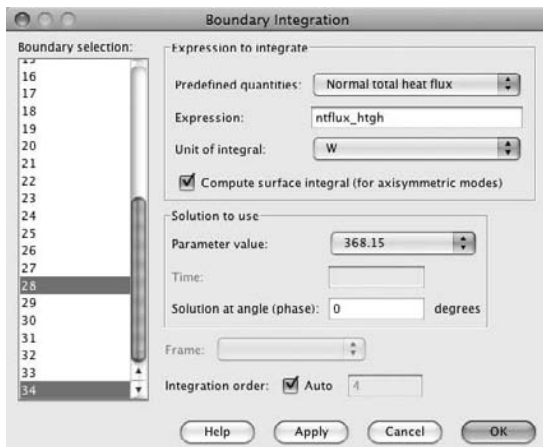 Boundary Integration
Boundary selection:
15
16
17
18
19
20
21
22
23
24
25
26
27
28
29
30
31
32
33
34
Expression to integrate
Predefined quantities: Normal total heat flux
Expression: ntflux_htgh
Unit of integral: W
Compute surface integral (for axisymmetric modes)
Solution to use
Parameter value: 368.15
Time:
Solution at angle (phase): 0 degrees
Frame:
Integration order: Auto 4
Help Apply Cancel OK